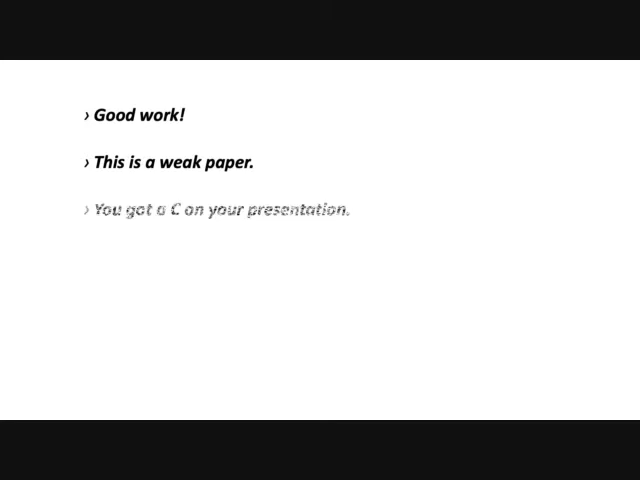 › Good work!
› This is a weak paper.
› You got a C on your presentation.